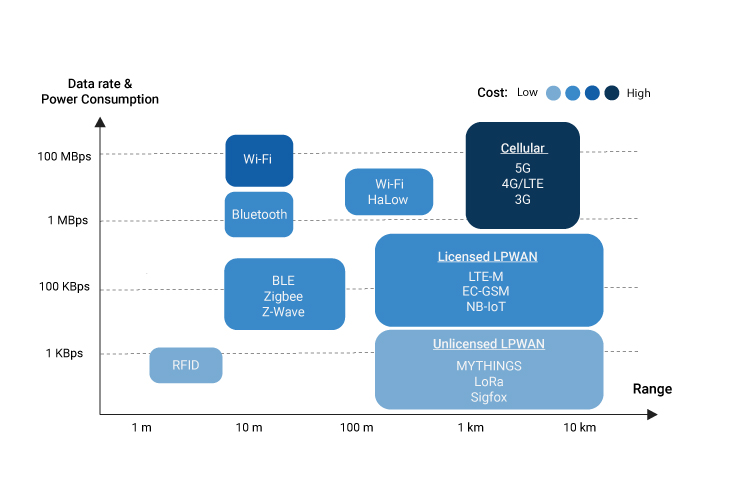 Data rate &
Power Consumption
Cost: Low High
100 MBps
Wi-Fi
Cellular
5G
4G/LTE
3G
Wi-Fi
HaLow
Bluetooth
1 MBps
Licensed LPWAN
LTE-M
EC-GSM
NB-IoT
BLE
Zigbee
Z-Wave
100 KBps
Unlicensed LPWAN
MYTHINGS
LoRa
Sigfox
1 KBps
RFID
Range
1 m 10 m 100 m 1 km 10 km